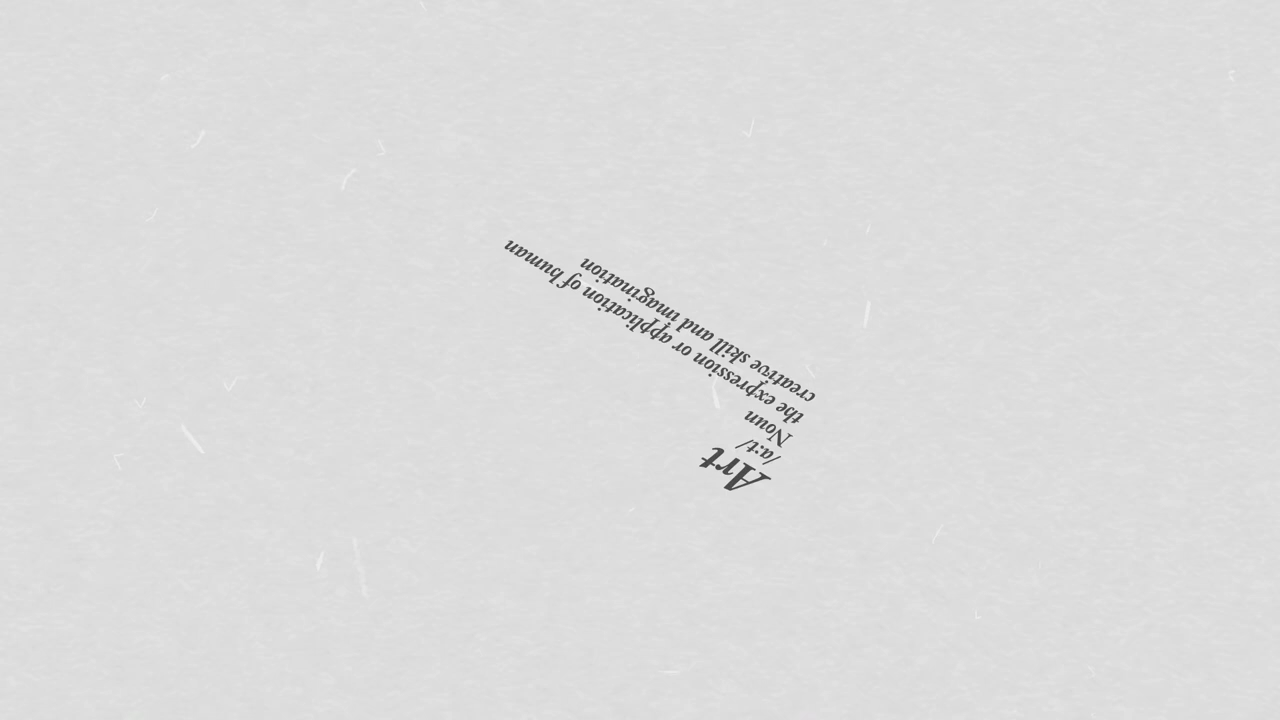 Art
/a:t/
Noun
the expression or application of human
creative skill and imagination